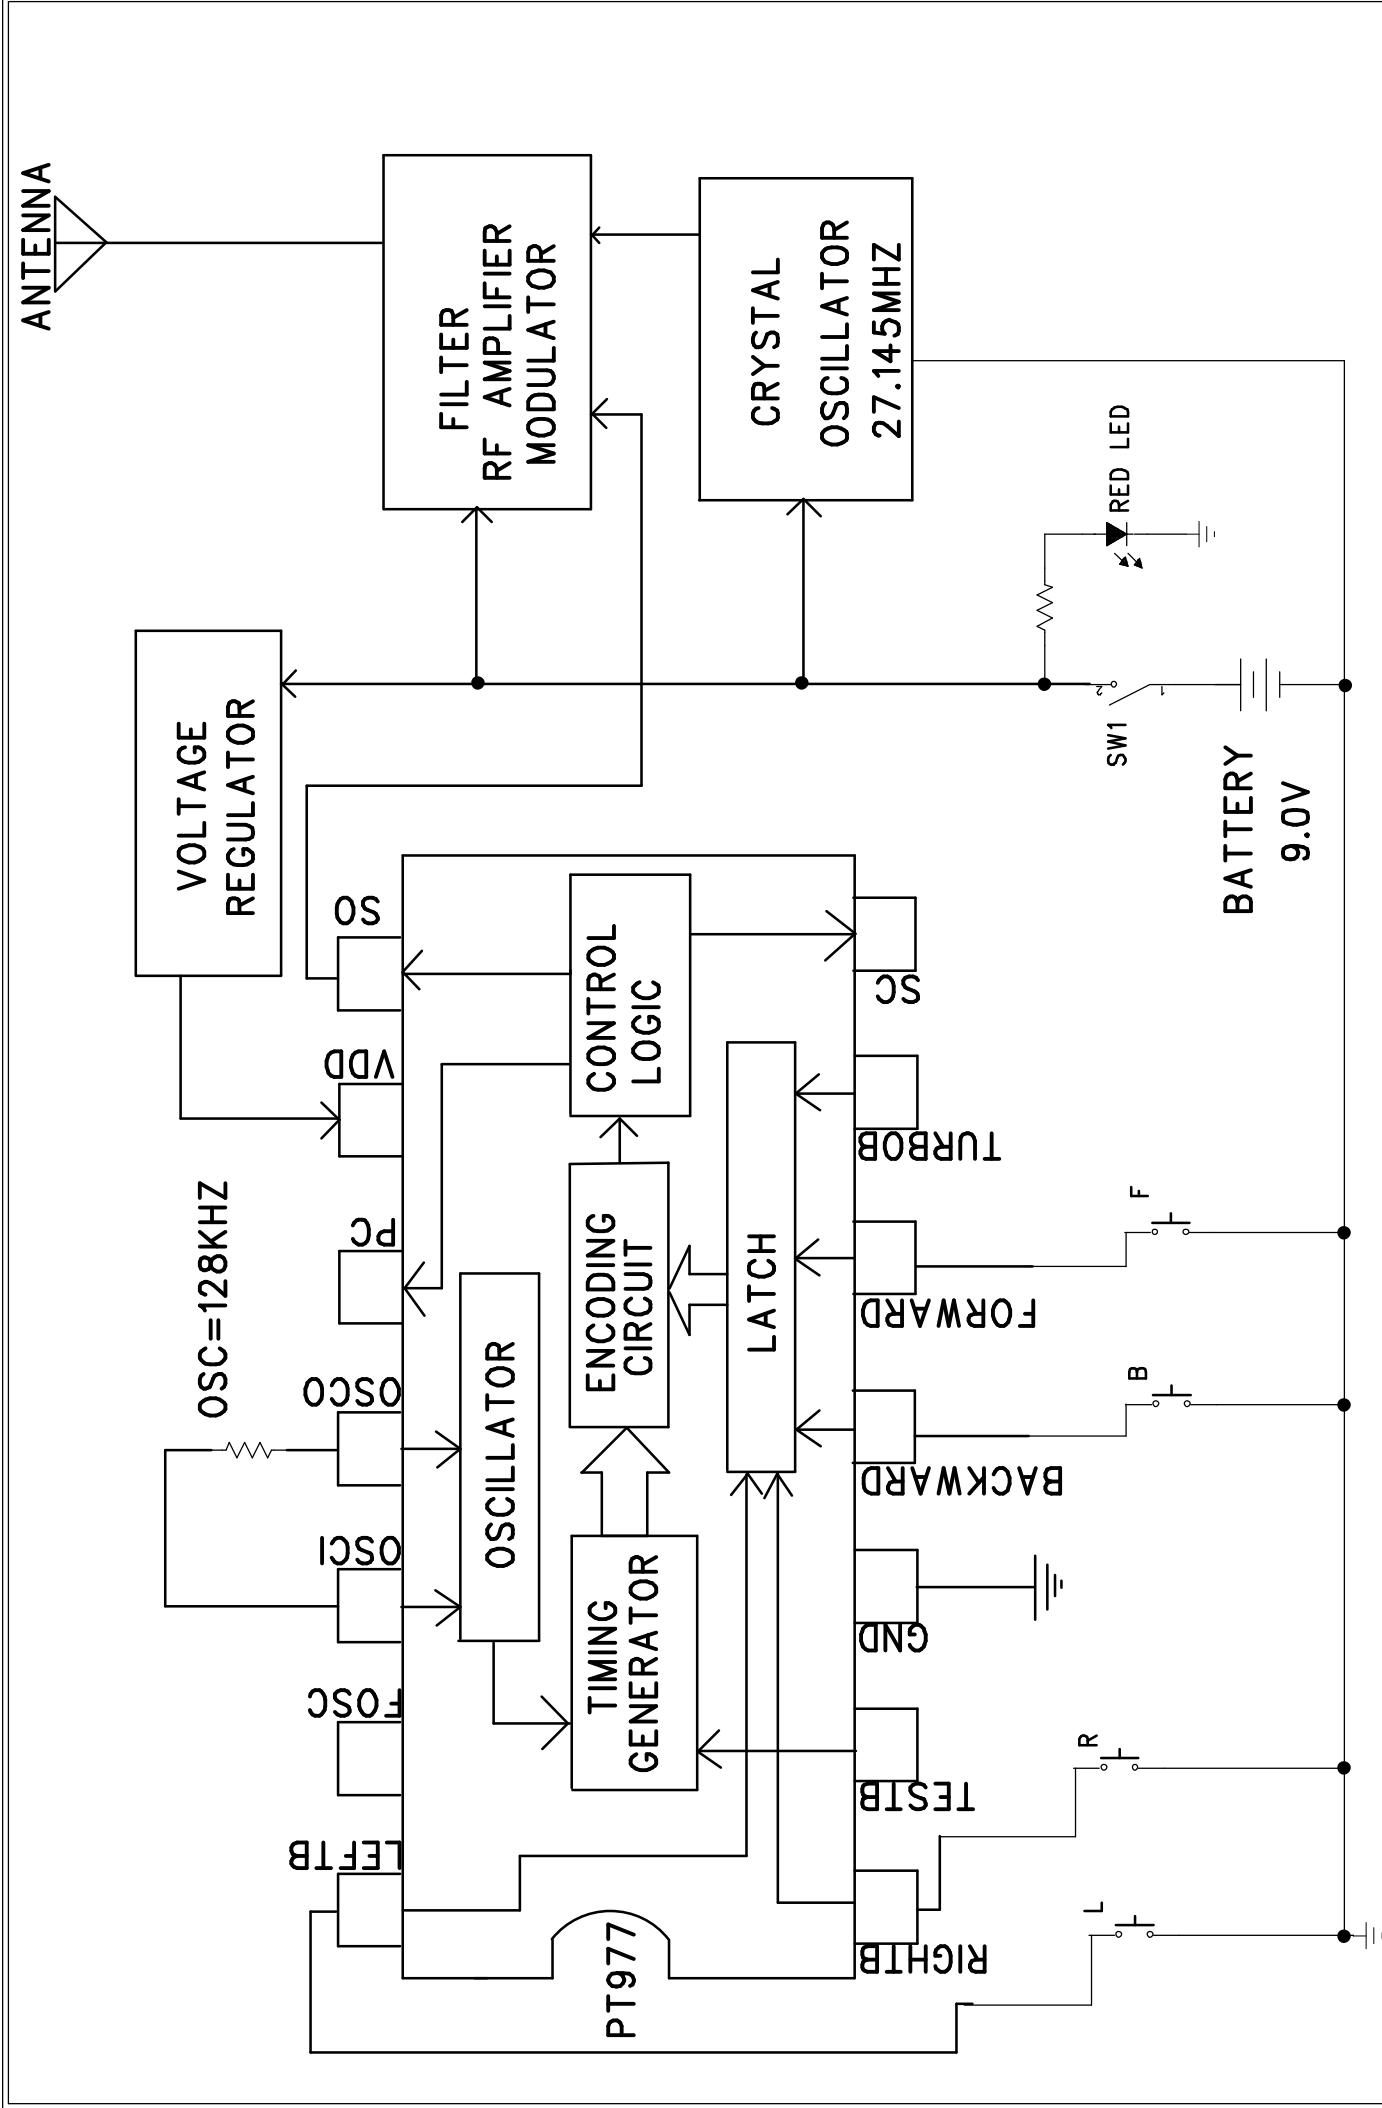 ANTENNA
FILTER
RF AMPLIFIER
MODULATOR
CRYSTAL
OSCILLATOR
27.145MHZ
VOLTAGE
REGULATOR
RED LED
SW1
2
1
BATTERY
9.0V
OSC=128KHZ
LEFTB
FOSC
OSCI
OSCO
PC
VDD
SO
OSCILLATOR
TIMING
GENERATOR
ENCODING
CIRCUIT
CONTROL
LOGIC
LATCH
PT977
RIGHTB
TESTB
GND
BACKWARD
FORWARD
TURBOB
SC
L
R
B
F